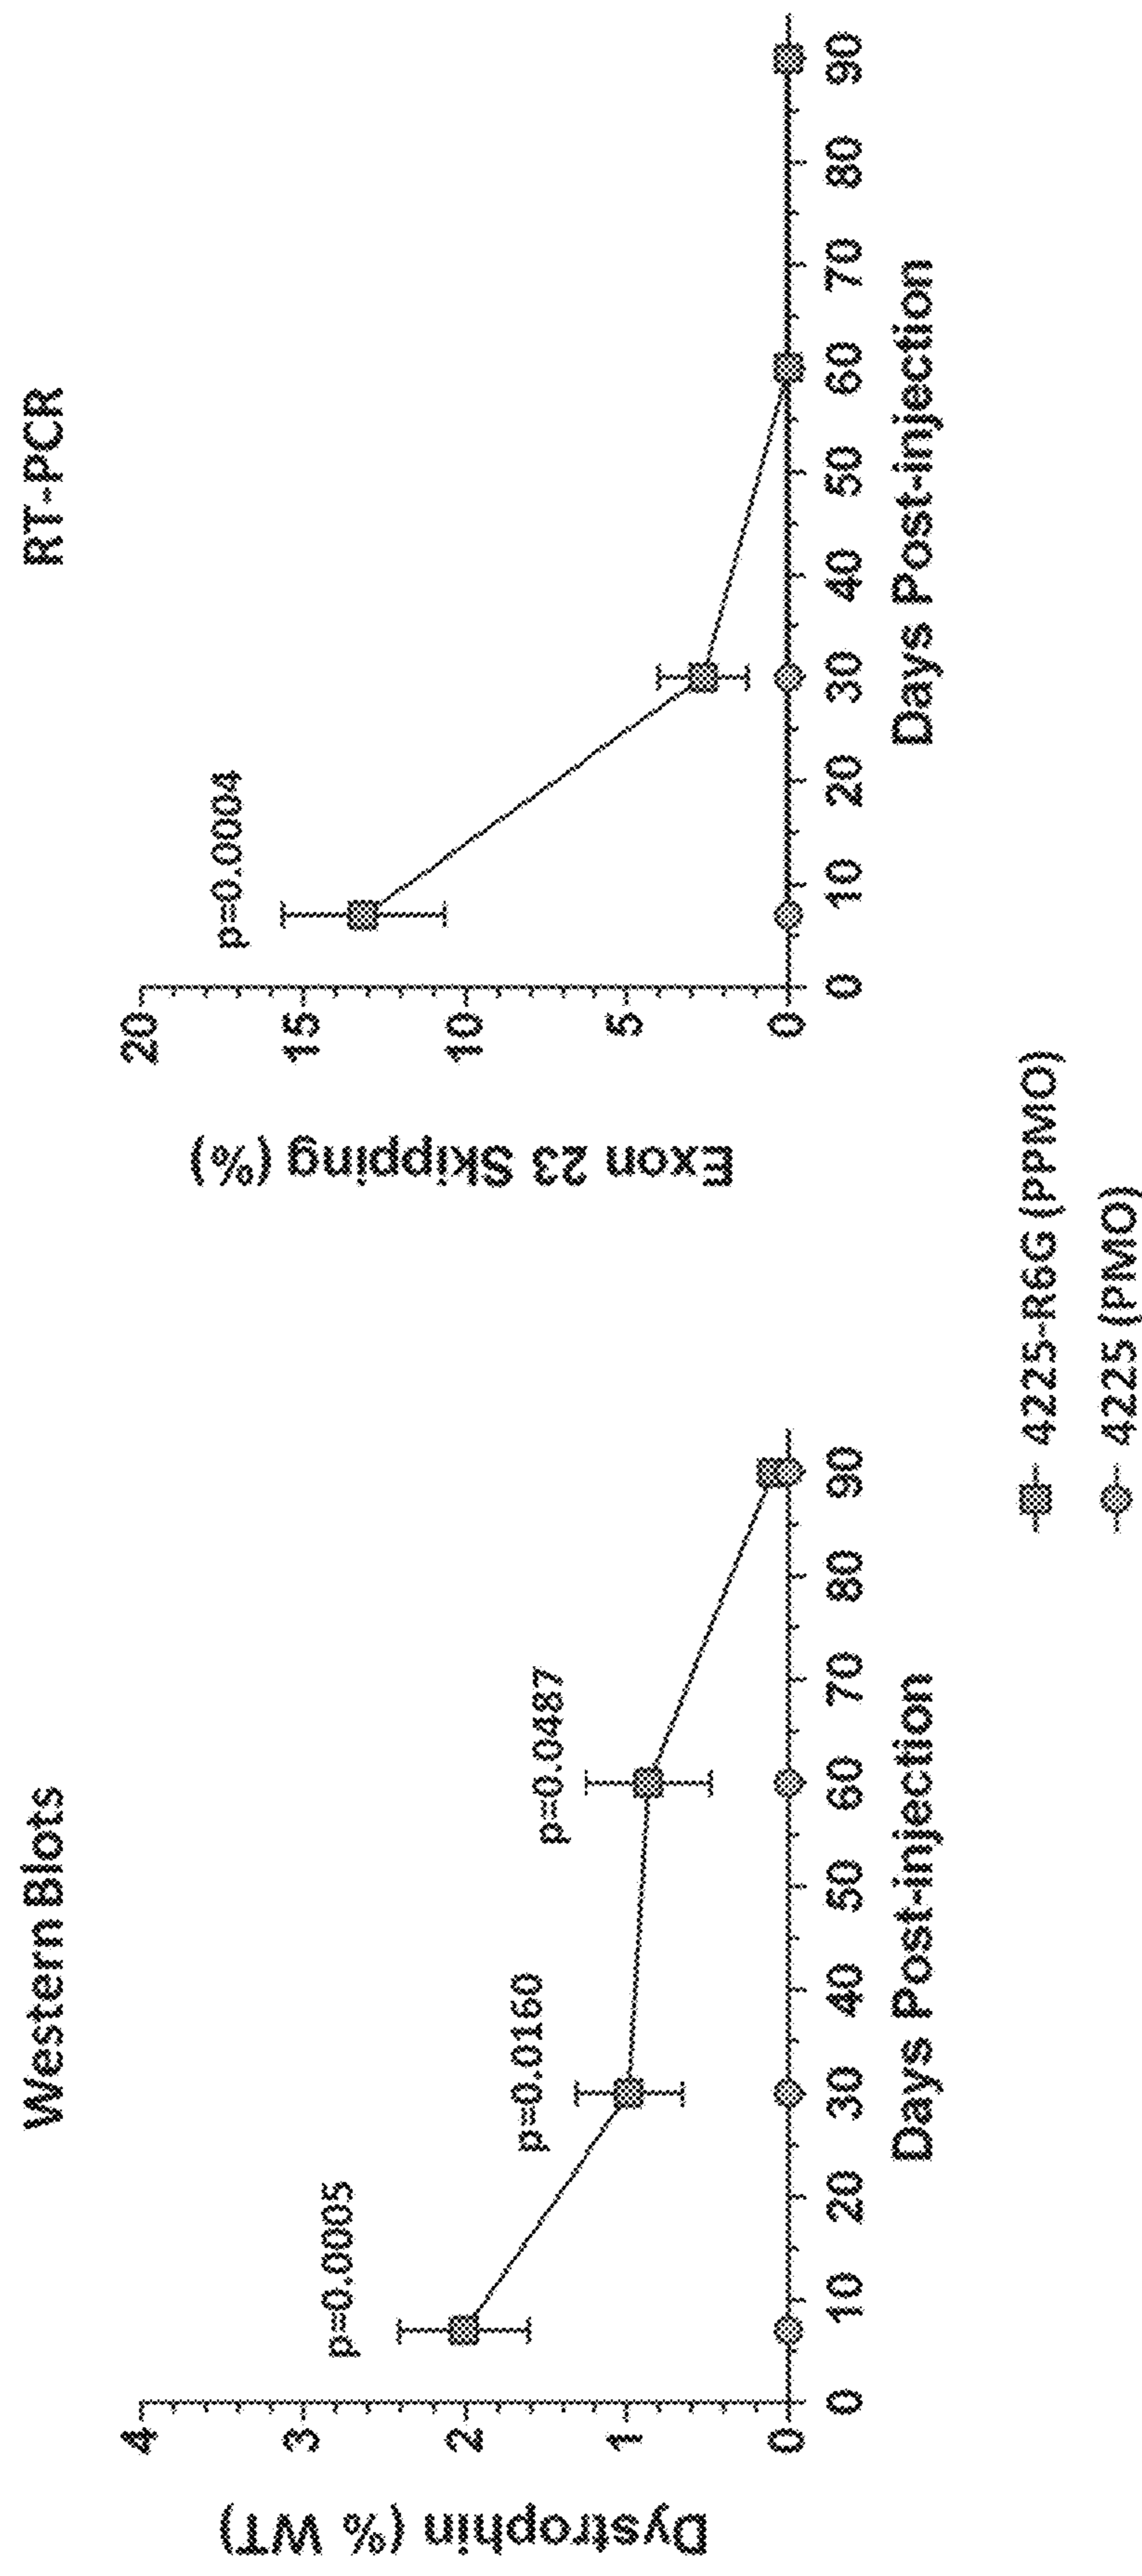 Western Blots
Dystrophin (% WT)
4
3
2
1
0
p=0.0005
p=0.0160
p=0.0487
0 10 20 30 40 50 60 70 80 90
Days Post-injection
RT-PCR
Exon 23 Skipping (%)
20
15
10
5
0
p=0.0004
0 10 20 30 40 50 60 70 80 90
Days Post-injection
4225-R6G (PPMO)
4225 (PMO)